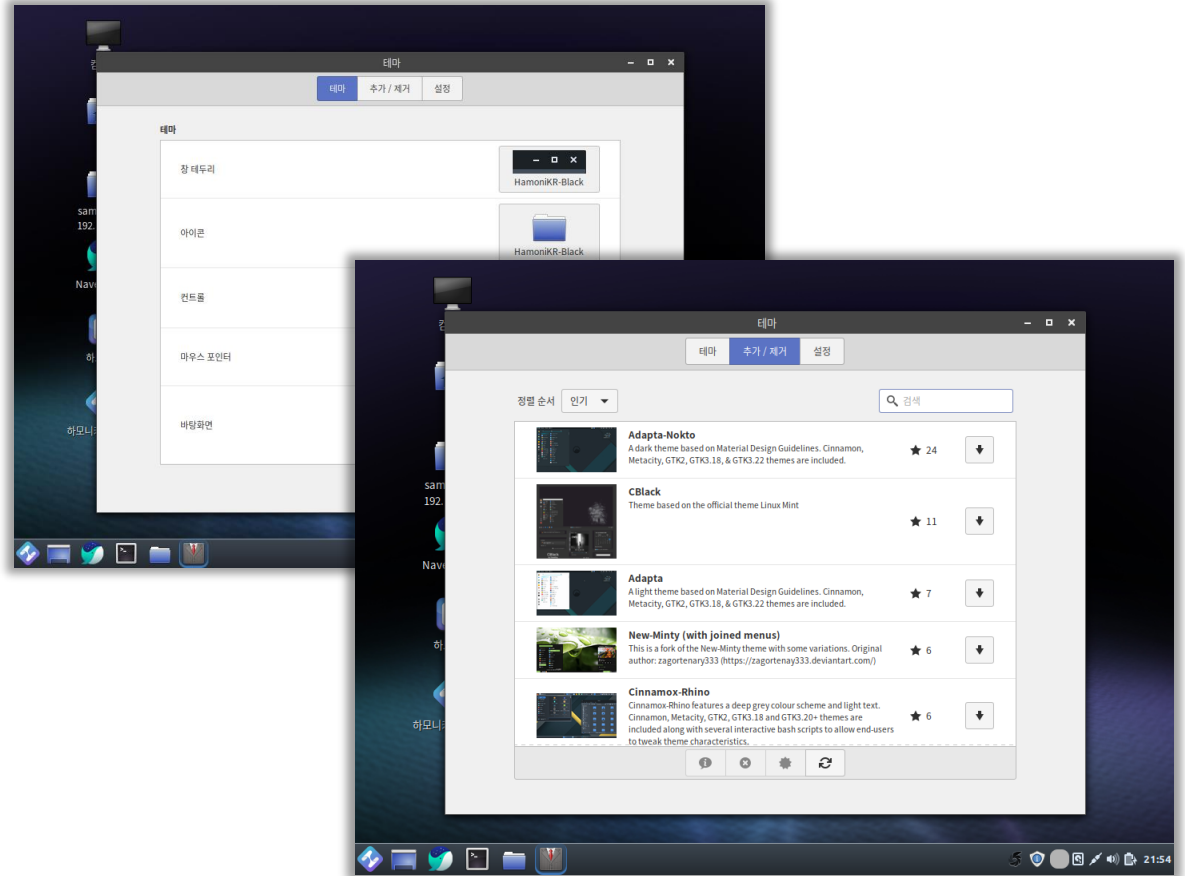 테마
테마
추가 / 제거
설정
테마
창 테두리
HamoniKR-Black
아이콘
HamoniKR-Black
컨트롤
마우스 포인터
바탕화면
sam
192.
Nav
하
하모니
테마
테마
추가 / 제거
설정
정렬 순서
인기
검색
Adapta-Nokto
A dark theme based on Material Design Guidelines. Cinnamon,
Metacity, GTK2, GTK3.18, & GTK3.22 themes are included.
24
CBlack
Theme based on the official theme Linux Mint
11
Adapta
A light theme based on Material Design Guidelines. Cinnamon,
Metacity, GTK2, GTK3.18, & GTK3.22 themes are included.
7
New-Minty (with joined menus)
This is a fork of the New-Minty theme with some variations. Original
author: zagortenary333 (https://zagortenay333.deviantart.com/)
6
Cinnamox-Rhino
Cinnamox-Rhino features a deep grey colour scheme and light text.
Cinnamon, Metacity, GTK2, GTK3.18 and GTK3.20+ themes are
included along with several interactive bash scripts to allow end-users
to tweak theme characteristics.
6
sam
192.
Nav
하
하모니
21:54